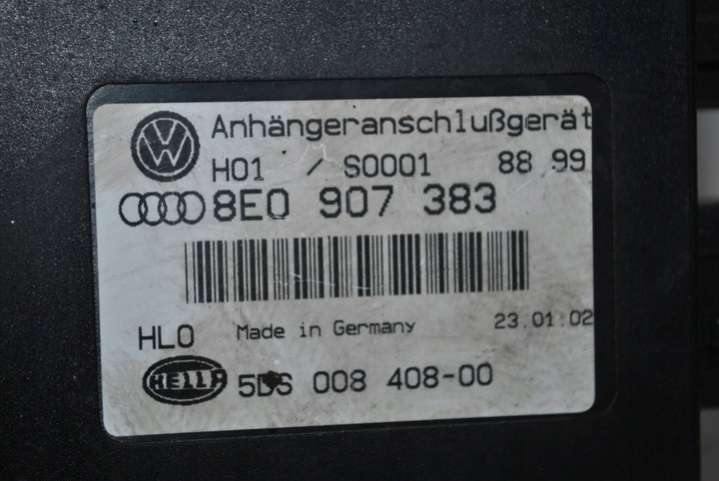 Anhängeranschlußgerät
H01 / S0001 88 99
8E0 907 383
HLO Made in Germany 23.01.02
HELLA 5DS 008 408-00